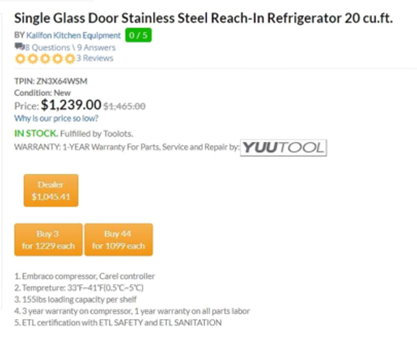 Single Glass Door Stainless Steel Reach-In Refrigerator 20 cu.ft.
BY Kalifon Kitchen Equipment 0 / 5
8 Questions \ 9 Answers
3 Reviews
TPIN: ZN3X64WSM
Condition: New
Price: $1,239.00 $1,465.00
Why is our price so low?
IN STOCK. Fulfilled by Toolots.
WARRANTY: 1-YEAR Warranty For Parts, Service and Repair by: YUUTOOL
Dealer
$1,045.41
Buy 3
for 1229 each
Buy 44
for 1099 each
1. Embraco compressor, Carel controller
2. Tempreture: 33°F~41°F(0.5°C~5°C)
3. 155lbs loading capacity per shelf
4. 3 year warranty on compressor, 1 year warranty on all parts labor
5. ETL certification with ETL SAFETY and ETL SANITATION